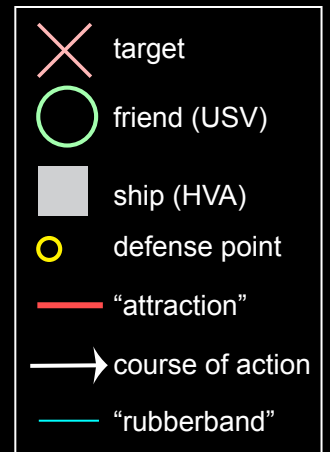 target
friend (USV)
ship (HVA)
defense point
“attraction”
course of action
“rubberband”